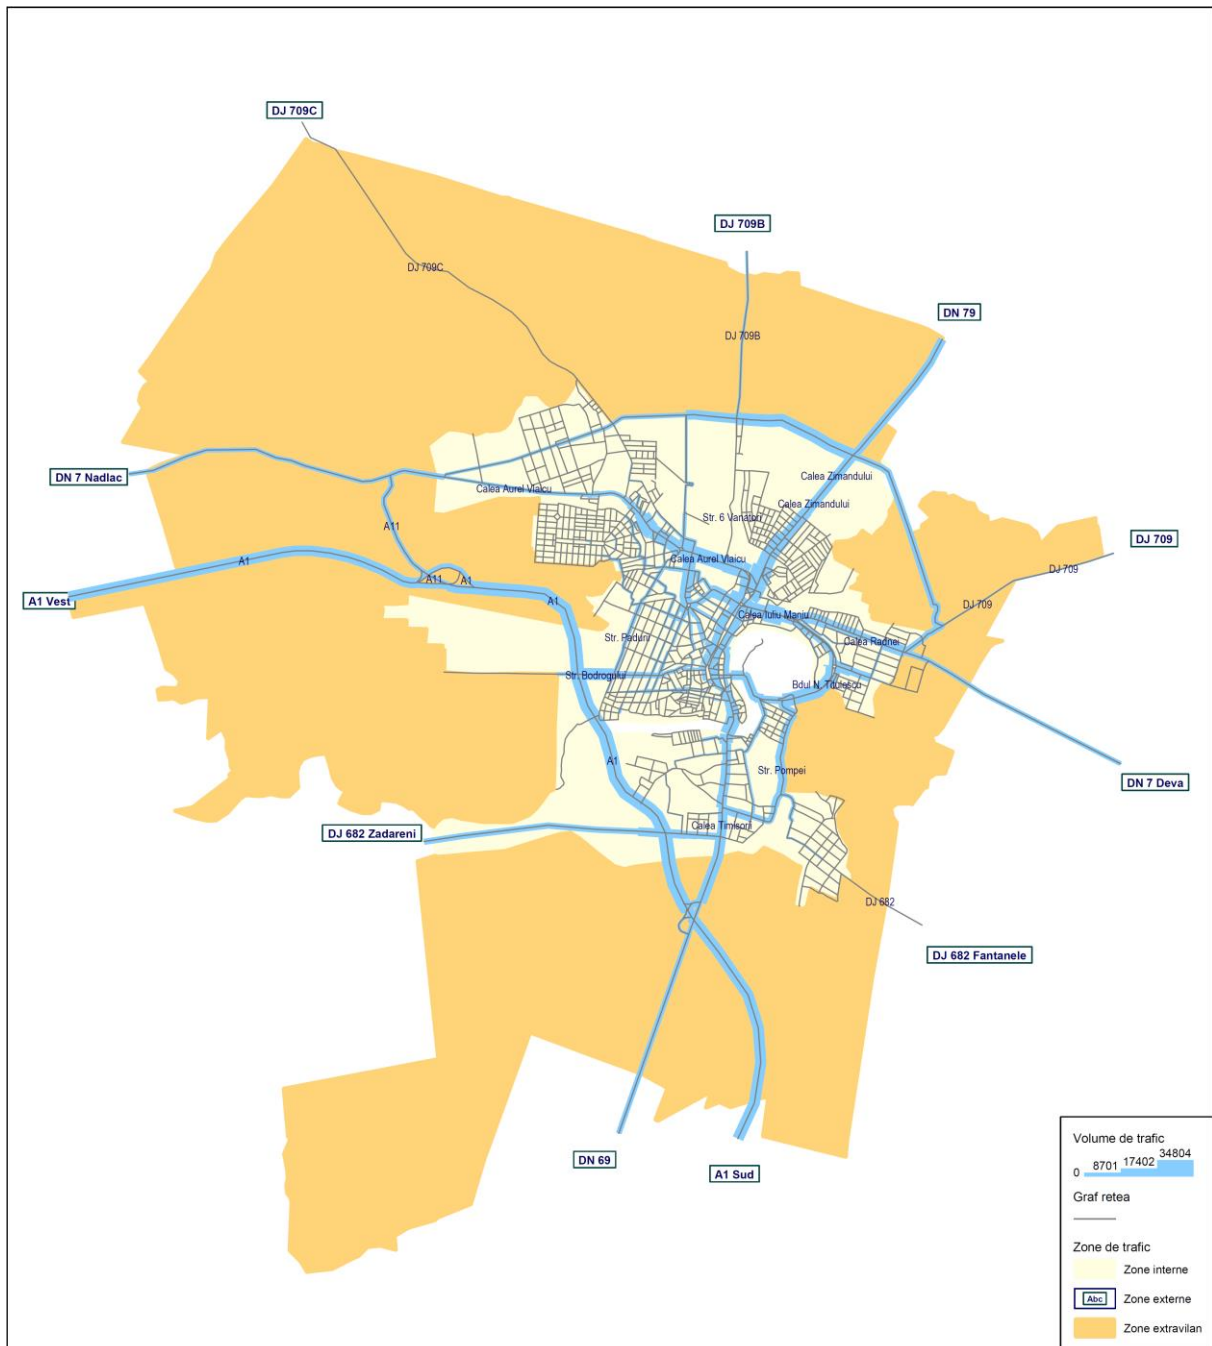 DJ 709C
DJ 709B
DJ 709C
DN 79
DJ 709B
DN 7 Nadlac
Calea Aurel Vlaicu
Calea Zimandului
Calea Zimandului
Str. 6 Vanatori
A11
DJ 709
A1
Calea Aurel Vlaicu
DJ 709
A11
A1
A1 Vest
A1
DJ 709
Calea Iuliu Maniu
Str. Padurii
Calea Radnei
Str. Bodrogului
Bdul N. Titulescu
A1
Str. Pompei
DN 7 Deva
DJ 682 Zadareni
Calea Timisorii
DJ 682
DJ 682 Fantanele
DN 69
A1 Sud
Volume de trafic
0 8701 17402 34804
Graf retea
Zone de trafic
Zone interne
Abc Zone externe
Zone extravilan